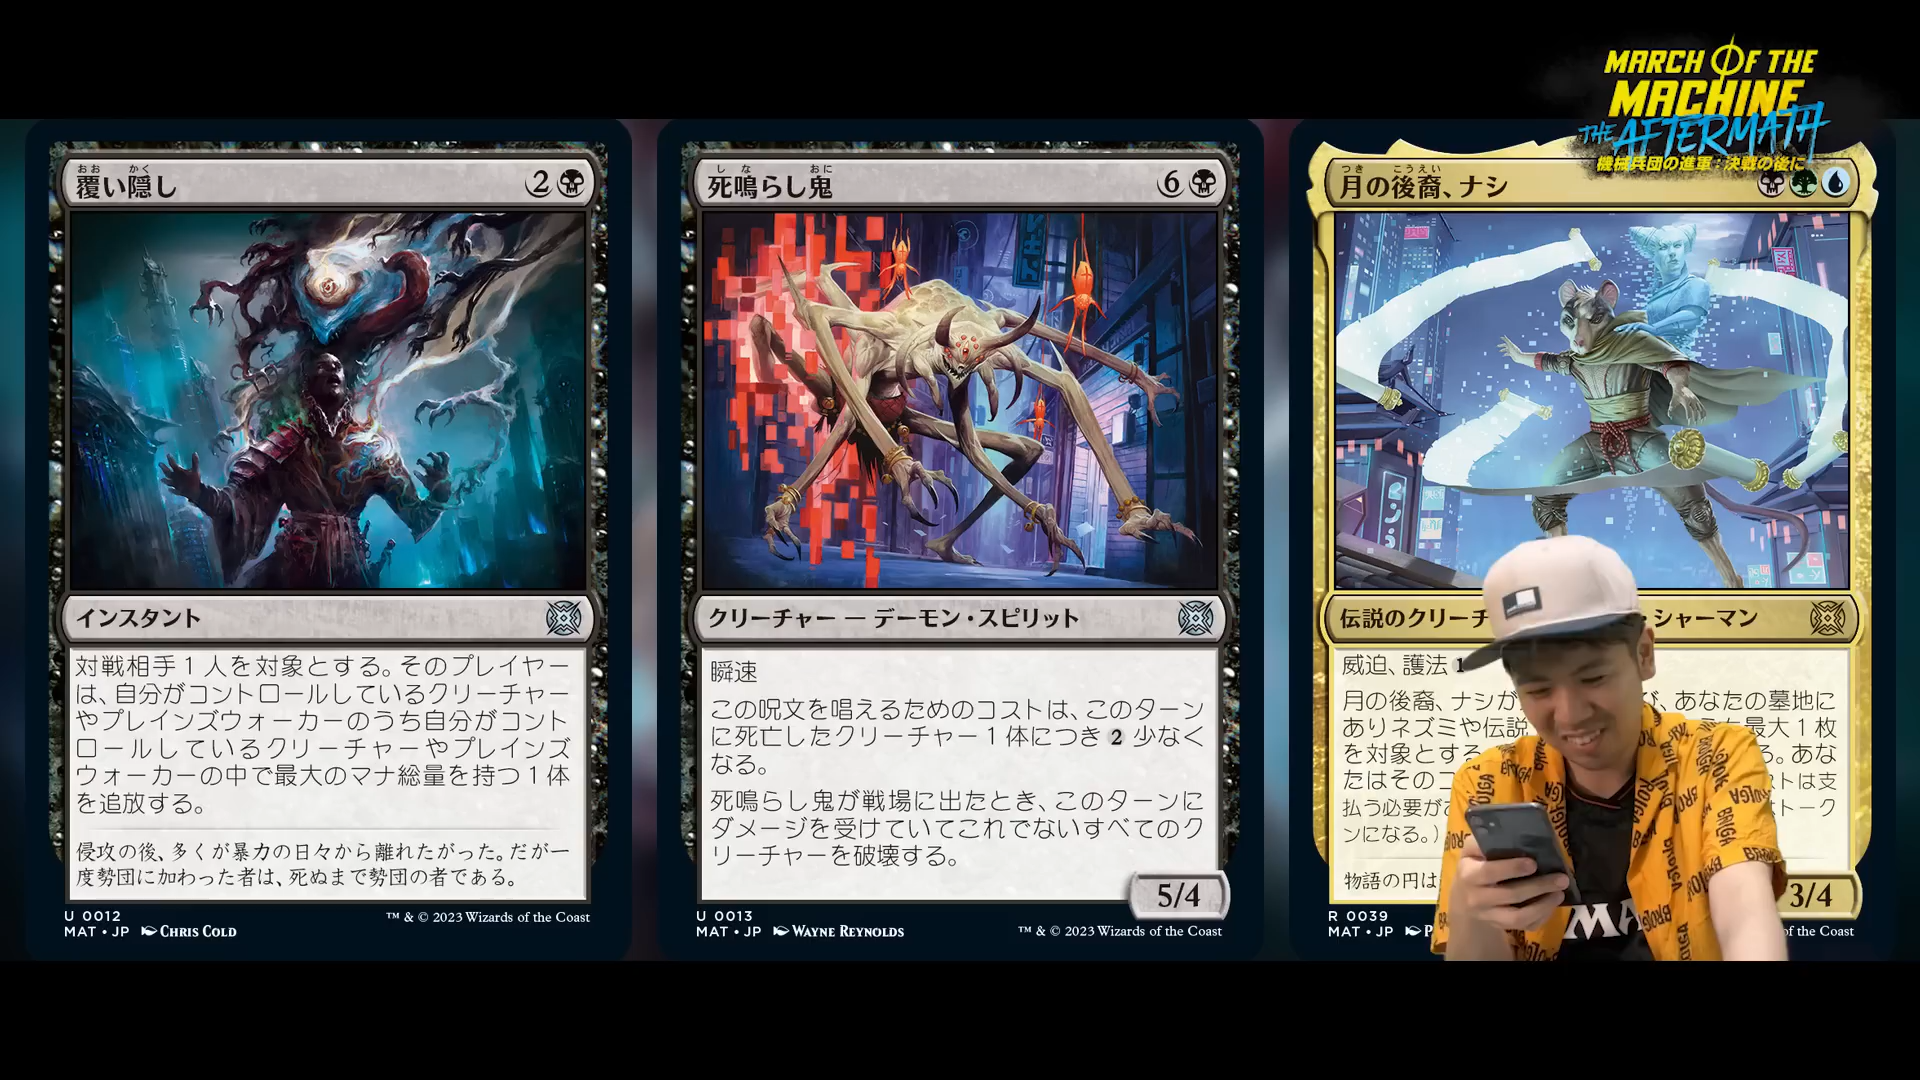 MARCH OF THE
MACHINE
THE AFTERMATH
機械兵団の進軍：決戦の後に
おお かく
覆い隠し
2
インスタント
対戦相手１人を対象とする。そのプレイヤー
は、自分がコントロールしているクリーチャー
やプレインズウォーカーのうち自分がコント
ロールしているクリーチャーやプレインズ
ウォーカーの中で最大のマナ総量を持つ１体
を追放する。
侵攻の後、多くが暴力の日々から離れたがった。だが一
度勢団に加わった者は、死ぬまで勢団の者である。
U 0012
MAT • JP CHRIS COLD
™ & © 2023 Wizards of the Coast
し な おに
死鳴らし鬼
6
クリーチャー — デーモン・スピリット
瞬速
この呪文を唱えるためのコストは、このターン
に死亡したクリーチャー１体につき 2 少なく
なる。
死鳴らし鬼が戦場に出たとき、このターンに
ダメージを受けていてこれでないすべてのク
リーチャーを破壊する。
5/4
U 0013
MAT • JP WAYNE REYNOLDS
™ & © 2023 Wizards of the Coast
つき こうえい
月の後裔、ナシ
伝説のクリーチ
・シャーマン
威迫、護法 1
月の後裔、ナシが び、あなたの墓地に
ありネズミや伝説 最大１枚
を対象とする 。あな
たはそのコ ストは支
払う必要が トーク
ンになる。）
物語の円は
3/4
R 0039
MAT • JP
of the Coast
BROIGA
MA